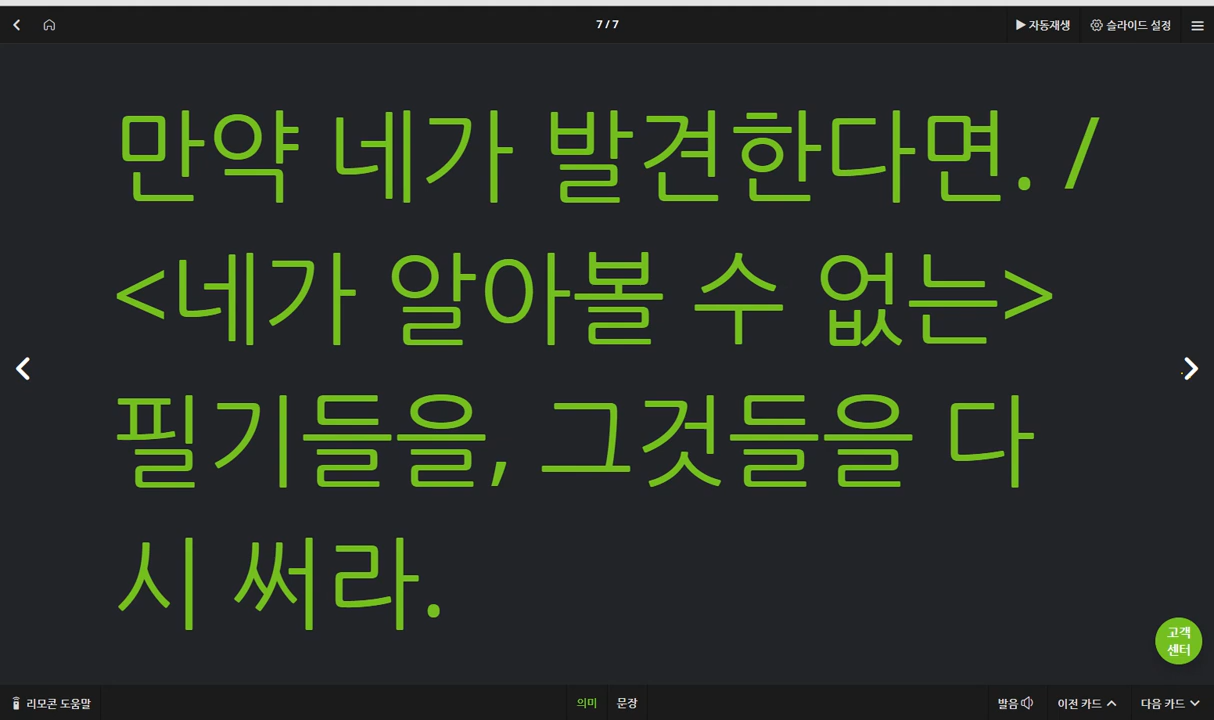 7 / 7
자동재생
슬라이드 설정
만약 네가 발견한다면. /
<네가 알아볼 수 없는>
필기들을, 그것들을 다
시 써라.
고객
센터
리모콘 도움말
의미
문장
발음
이전 카드
다음 카드